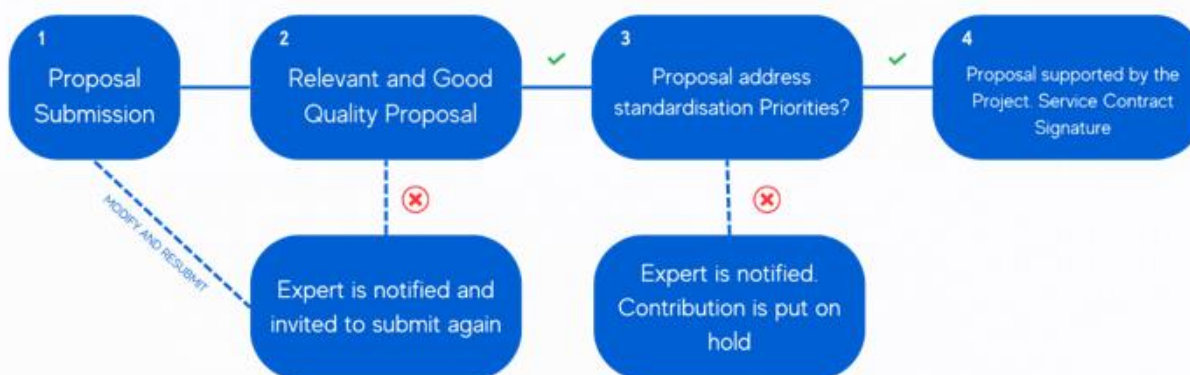 1
Proposal
Submission
2
Relevant and Good
Quality Proposal
3
Proposal address
standardisation Priorities?
4
Proposal supported by the
Project. Service Contract
Signature
MODIFY AND RESUBMIT
Expert is notified and
invited to submit again
Expert is notified.
Contribution is put on
hold